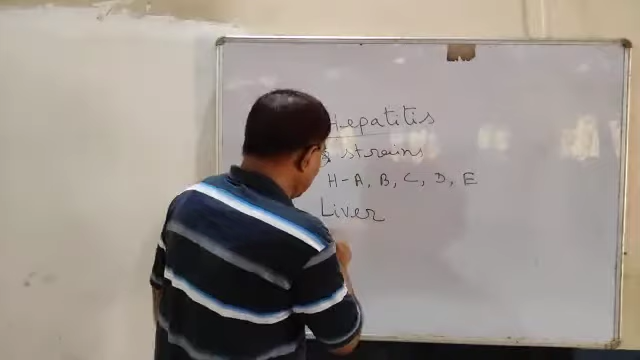 Hepatitis
strains
H-A, B, C, D, E
Liver